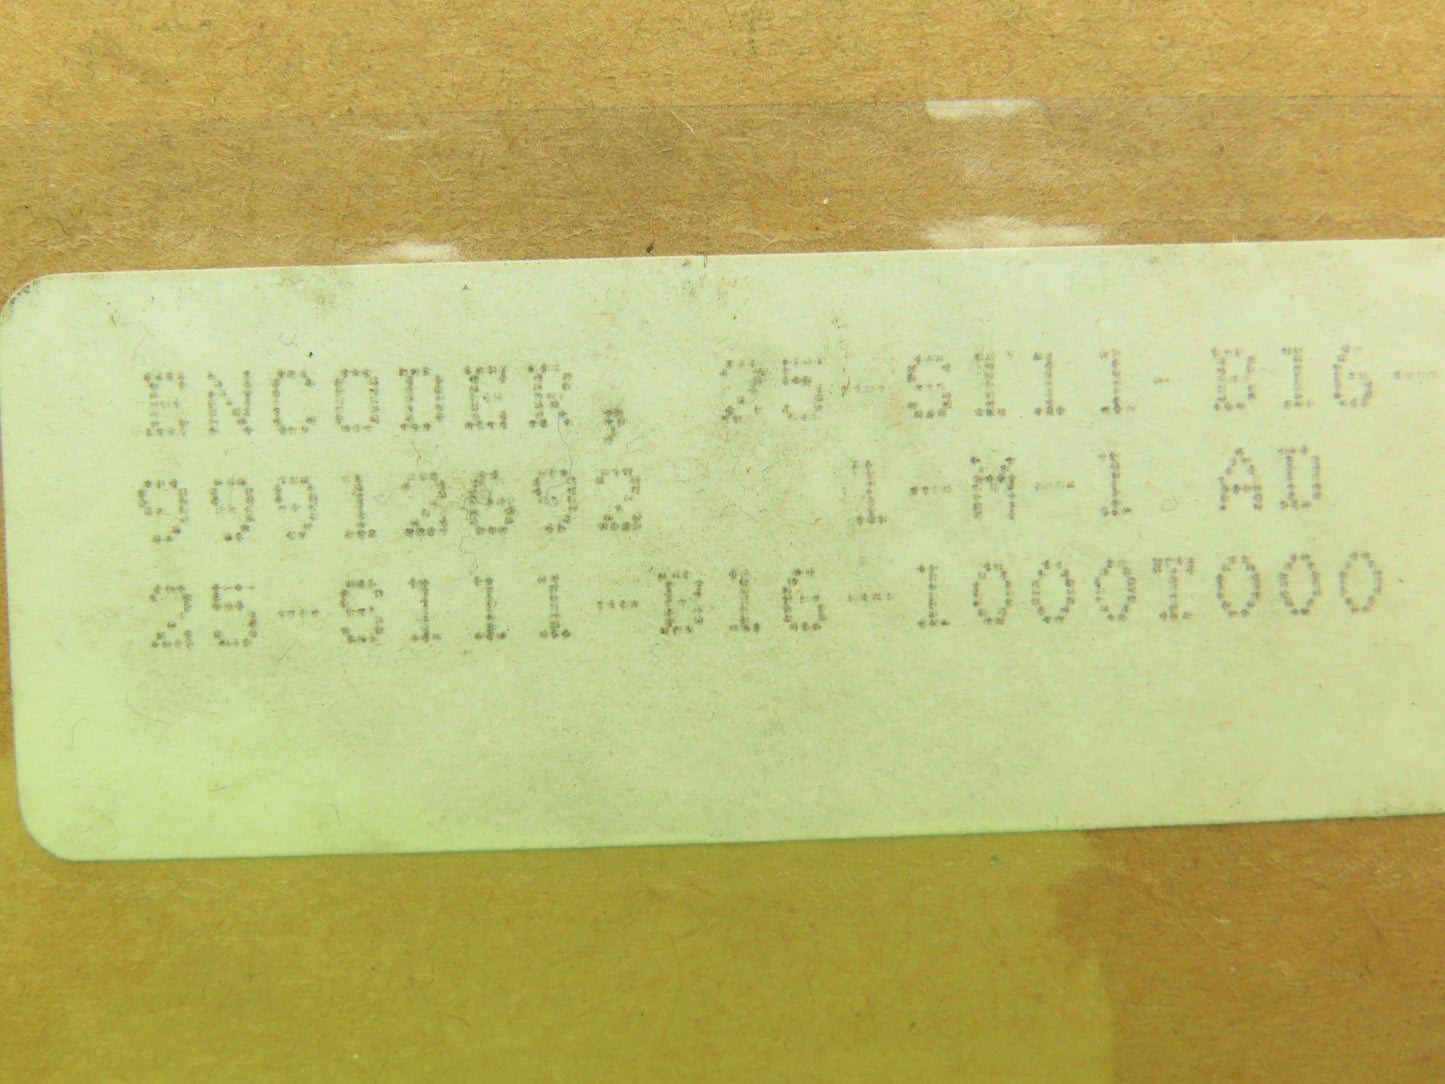 ENCODER, 25-S111-B16-
99912692 1-M-1 AD
25-S111-B16-1000T000